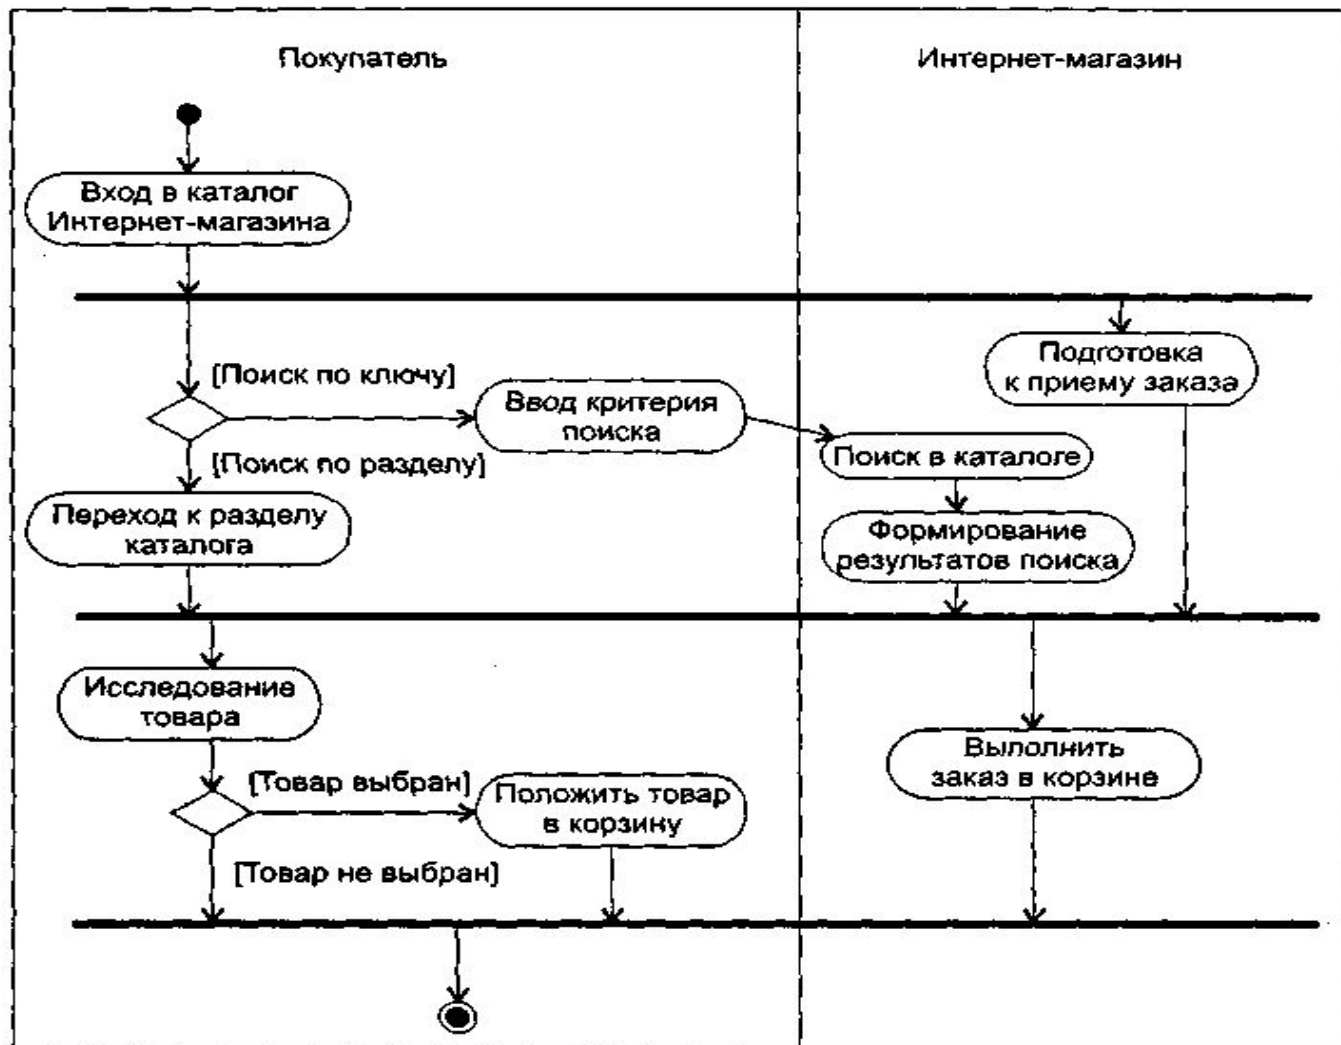 Покупатель
Интернет-магазин
Вход в каталог
Интернет-магазина
Подготовка
к приему заказа
[Поиск по ключу]
Ввод критерия
поиска
Поиск в каталоге
[Поиск по разделу]
Переход к разделу
каталога
Формирование
результатов поиска
Исследование
товара
Выполнить
заказ в корзине
[Товар выбран]
Положить товар
в корзину
[Товар не выбран]